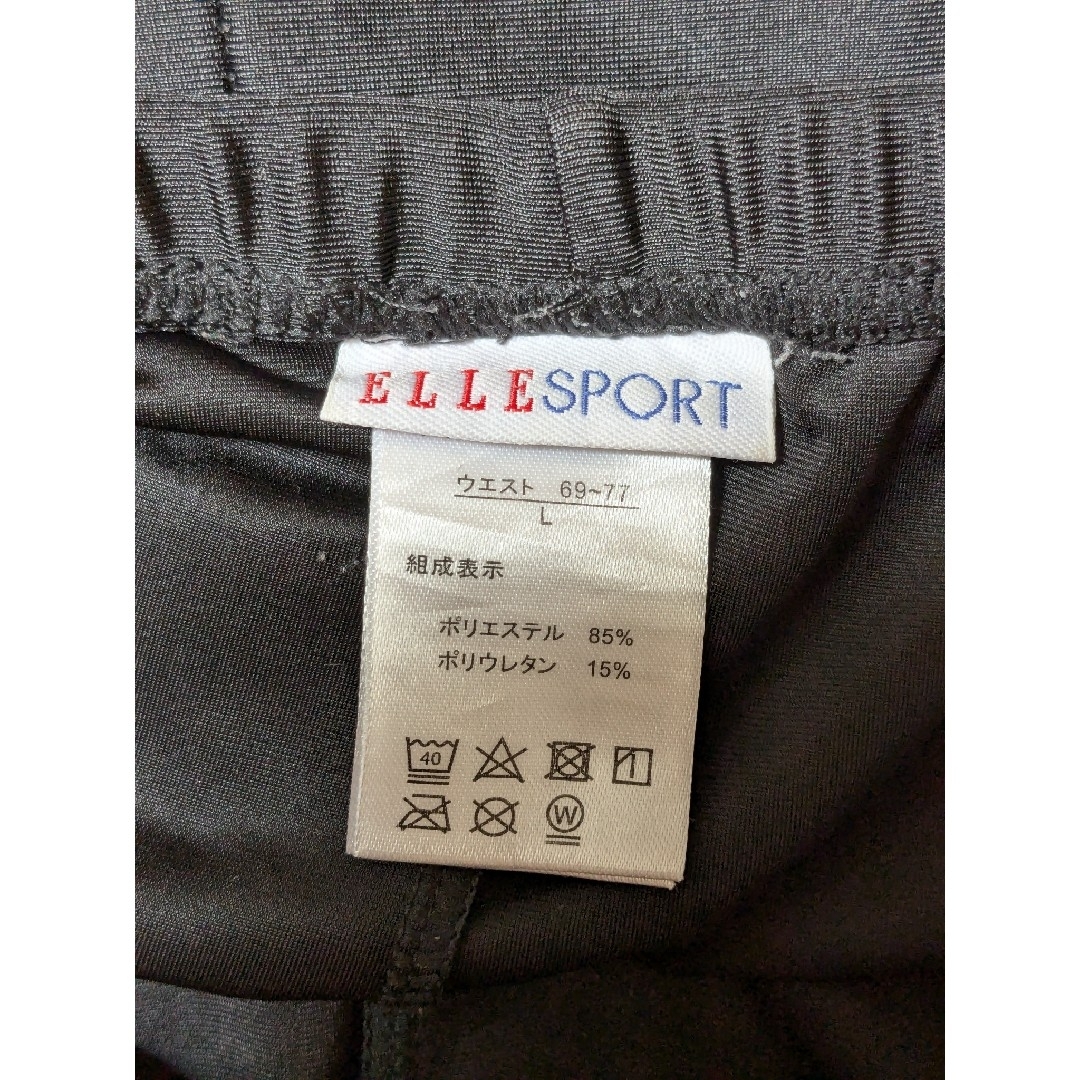 ELLESPORT
ウエスト 69~77
L
組成表示
ポリエステル 85%
ポリウレタン 15%
40
W